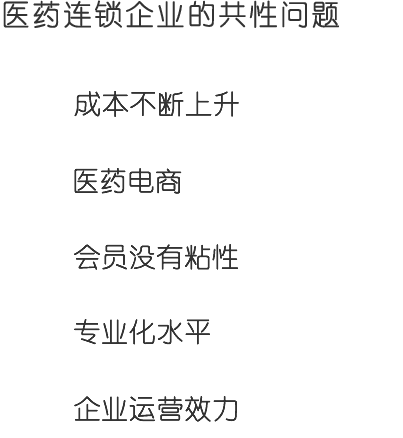 医药连锁企业的共性问题
成本不断上升
医药电商
会员没有粘性
专业化水平
企业运营效力